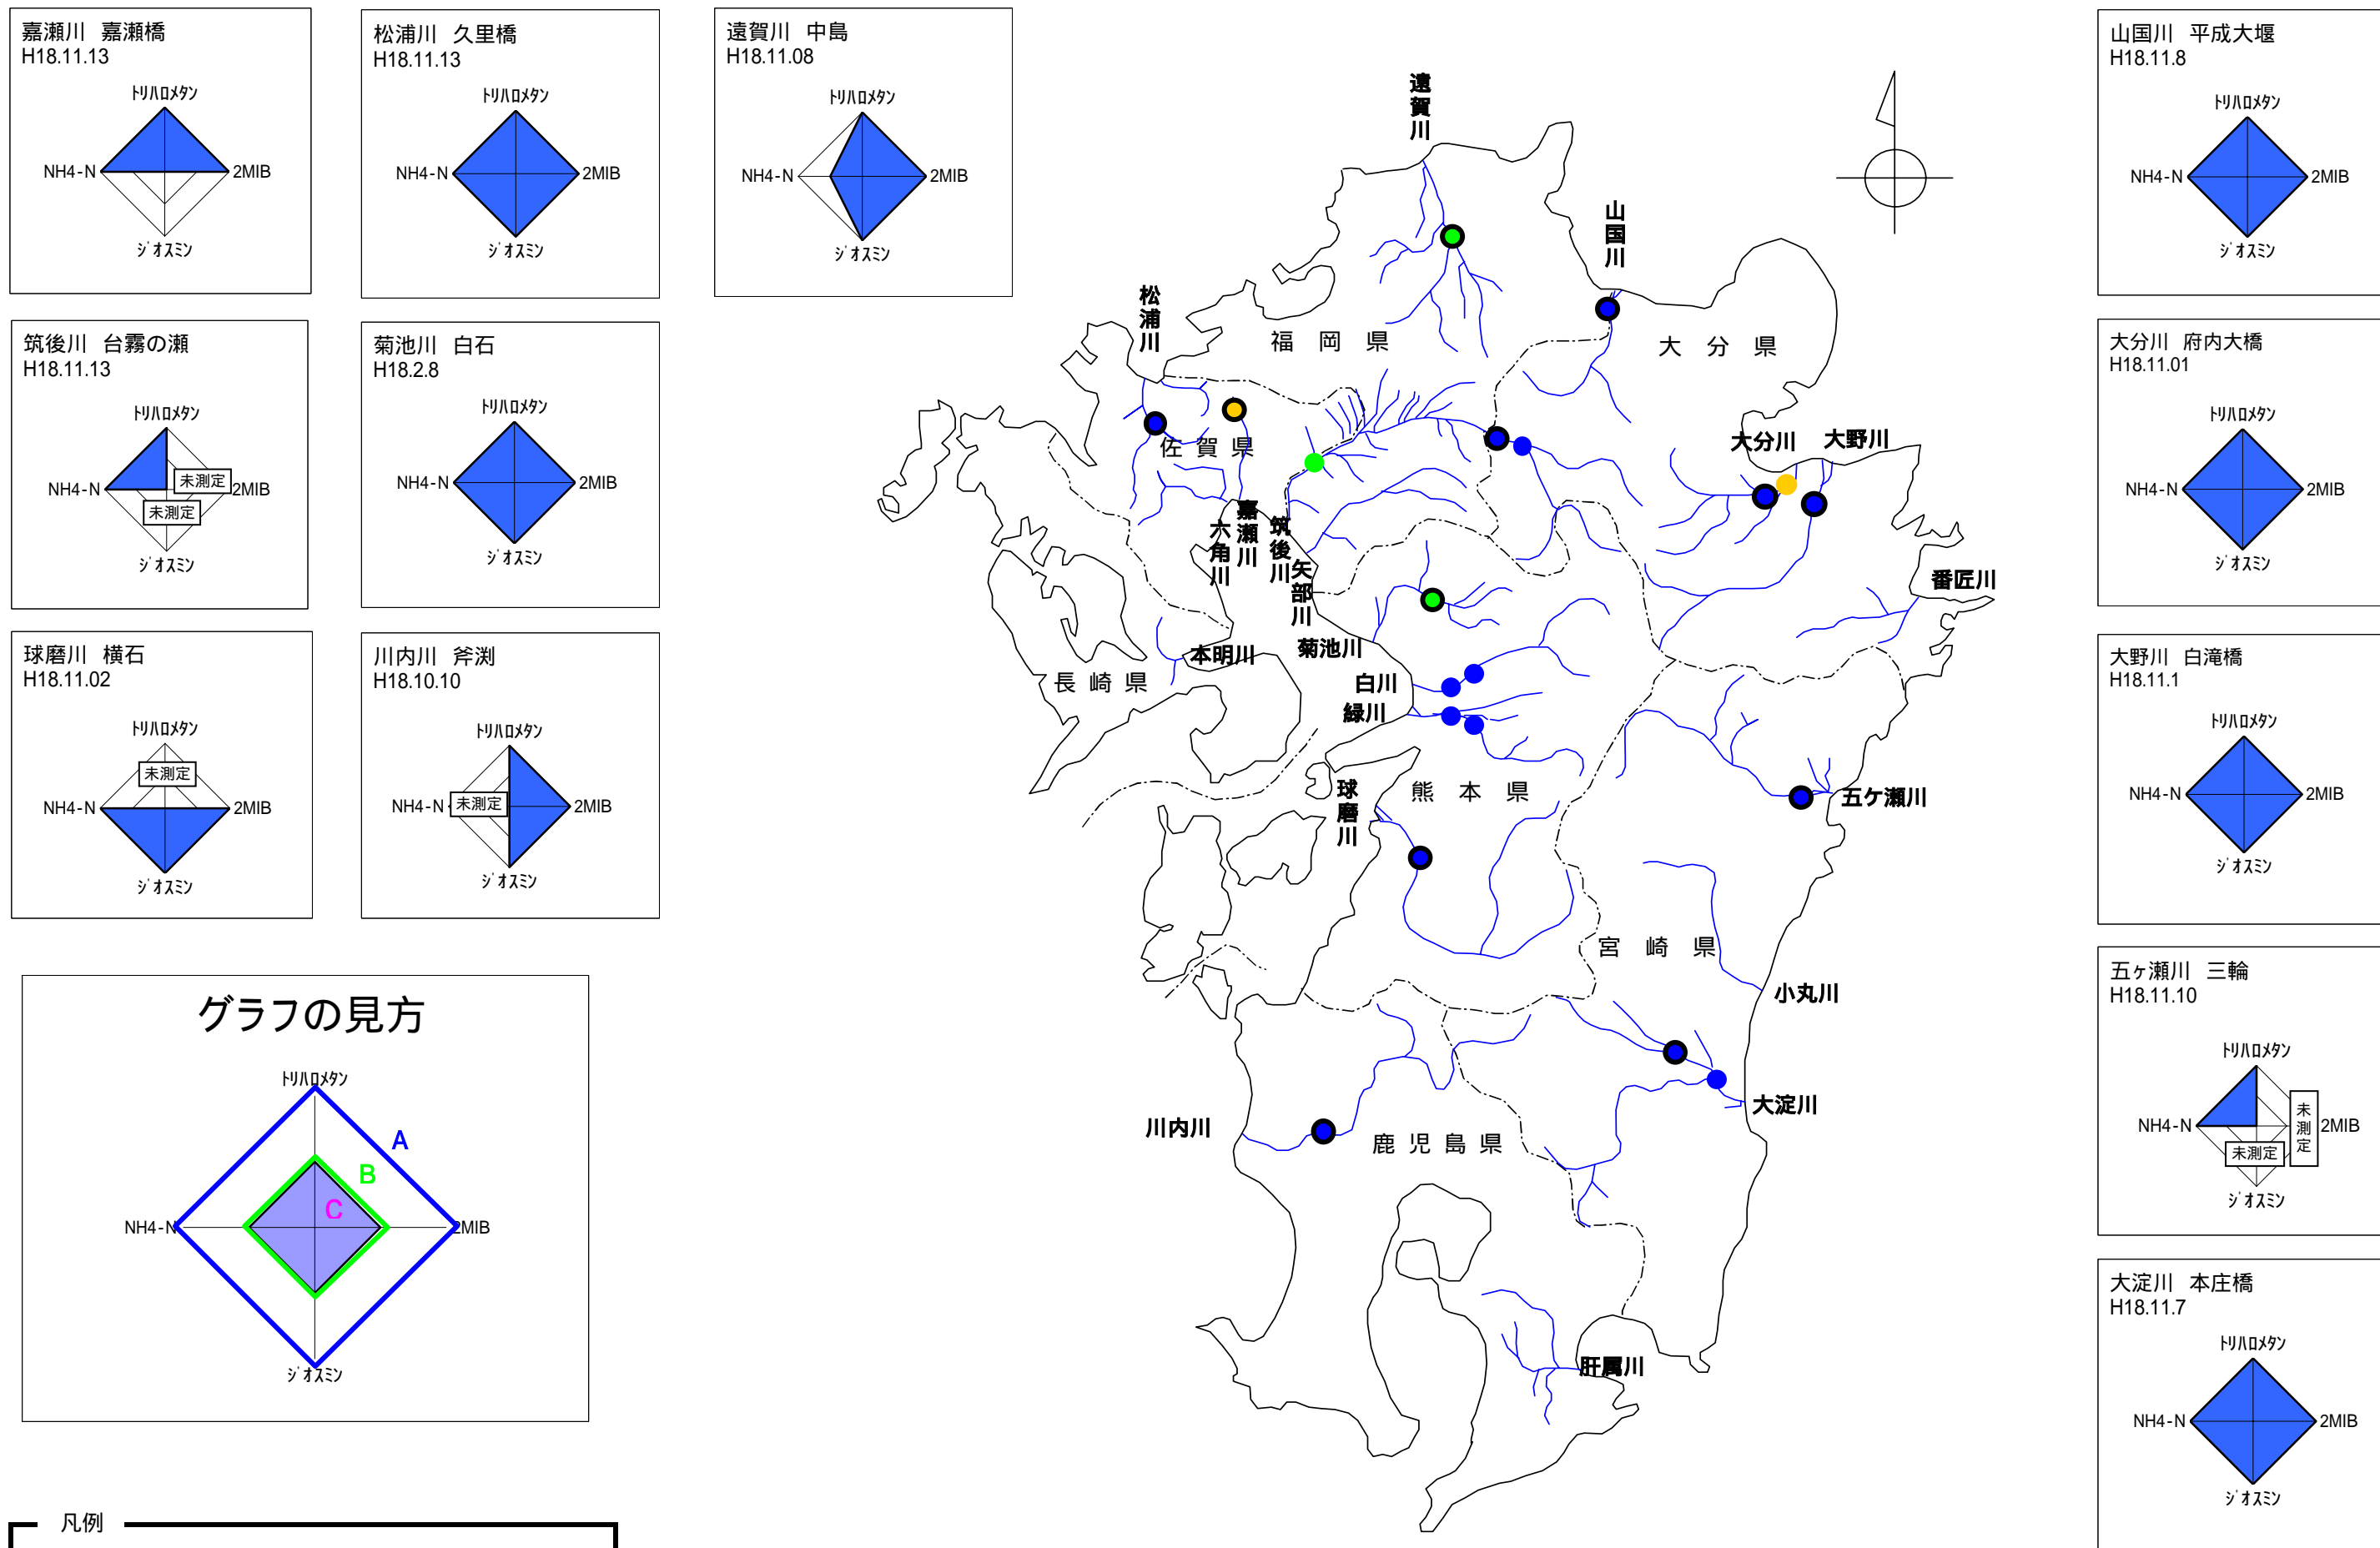 嘉瀬川 嘉瀬橋
H18.11.13
ﾄﾘﾊﾛﾒﾀﾝ
NH4-N
2MIB
ｼﾞｵｽﾐﾝ
松浦川 久里橋
H18.11.13
ﾄﾘﾊﾛﾒﾀﾝ
NH4-N
2MIB
ｼﾞｵｽﾐﾝ
遠賀川 中島
H18.11.08
ﾄﾘﾊﾛﾒﾀﾝ
NH4-N
2MIB
ｼﾞｵｽﾐﾝ
筑後川 台霧の瀬
H18.11.13
ﾄﾘﾊﾛﾒﾀﾝ
NH4-N
未測定
2MIB
未測定
ｼﾞｵｽﾐﾝ
菊池川 白石
H18.2.8
ﾄﾘﾊﾛﾒﾀﾝ
NH4-N
2MIB
ｼﾞｵｽﾐﾝ
球磨川 横石
H18.11.02
ﾄﾘﾊﾛﾒﾀﾝ
未測定
NH4-N
2MIB
ｼﾞｵｽﾐﾝ
川内川 斧渕
H18.10.10
ﾄﾘﾊﾛﾒﾀﾝ
NH4-N
未測定
2MIB
ｼﾞｵｽﾐﾝ
グラフの見方
ﾄﾘﾊﾛﾒﾀﾝ
A
B
C
NH4-N
2MIB
ｼﾞｵｽﾐﾝ
凡例
遠賀川
山国川
松浦川
福岡県
大分県
佐賀県
大分川
大野川
嘉瀬川
六角川
筑後川
矢部川
番匠川
菊池川
本明川
長崎県
白川
緑川
球磨川
熊本県
五ケ瀬川
宮崎県
小丸川
大淀川
川内川
鹿児島県
肝属川
山国川 平成大堰
H18.11.8
ﾄﾘﾊﾛﾒﾀﾝ
NH4-N
2MIB
ｼﾞｵｽﾐﾝ
大分川 府内大橋
H18.11.01
ﾄﾘﾊﾛﾒﾀﾝ
NH4-N
2MIB
ｼﾞｵｽﾐﾝ
大野川 白滝橋
H18.11.1
ﾄﾘﾊﾛﾒﾀﾝ
NH4-N
2MIB
ｼﾞｵｽﾐﾝ
五ヶ瀬川 三輪
H18.11.10
ﾄﾘﾊﾛﾒﾀﾝ
NH4-N
未測定
2MIB
未測定
ｼﾞｵｽﾐﾝ
大淀川 本庄橋
H18.11.7
ﾄﾘﾊﾛﾒﾀﾝ
NH4-N
2MIB
ｼﾞｵｽﾐﾝ